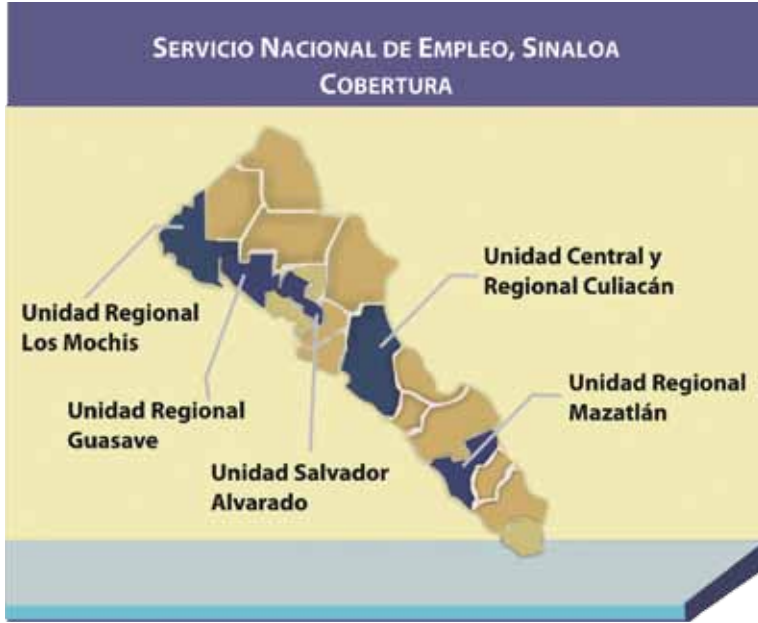 SERVICIO NACIONAL DE EMPLEO, SINALOA
COBERTURA
Unidad Central y
Regional Culiacán
Unidad Regional
Los Mochis
Unidad Regional
Mazatlán
Unidad Regional
Guasave
Unidad Salvador
Alvarado